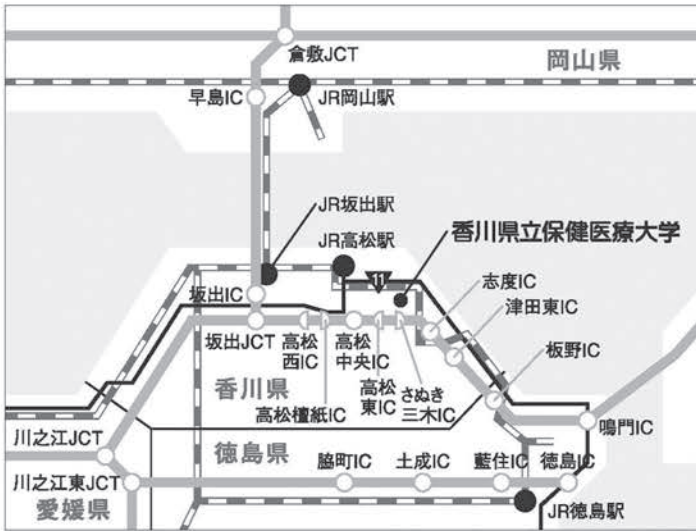 倉敷JCT
岡山県
早島IC
JR岡山駅
JR坂出駅
JR高松駅
香川県立保健医療大学
11
志度IC
坂出IC
津田東IC
坂出JCT
高松
西IC
高松
中央IC
板野IC
香川県
高松
東IC
さぬき
三木IC
高松檀紙IC
鳴門IC
川之江JCT
徳島県
脇町IC
土成IC
藍住IC
徳島IC
川之江東JCT
愛媛県
JR徳島駅